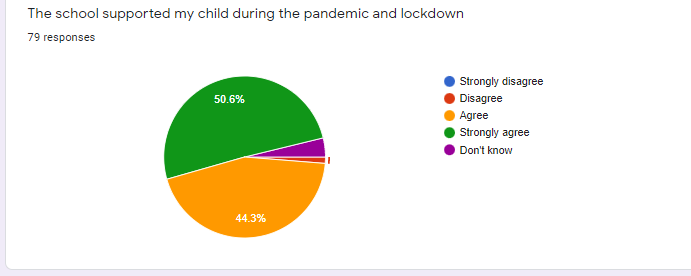 The school supported my child during the pandemic and lockdown
79 responses
50.6%
44.3%
Strongly disagree
Disagree
Agree
Strongly agree
Don't know